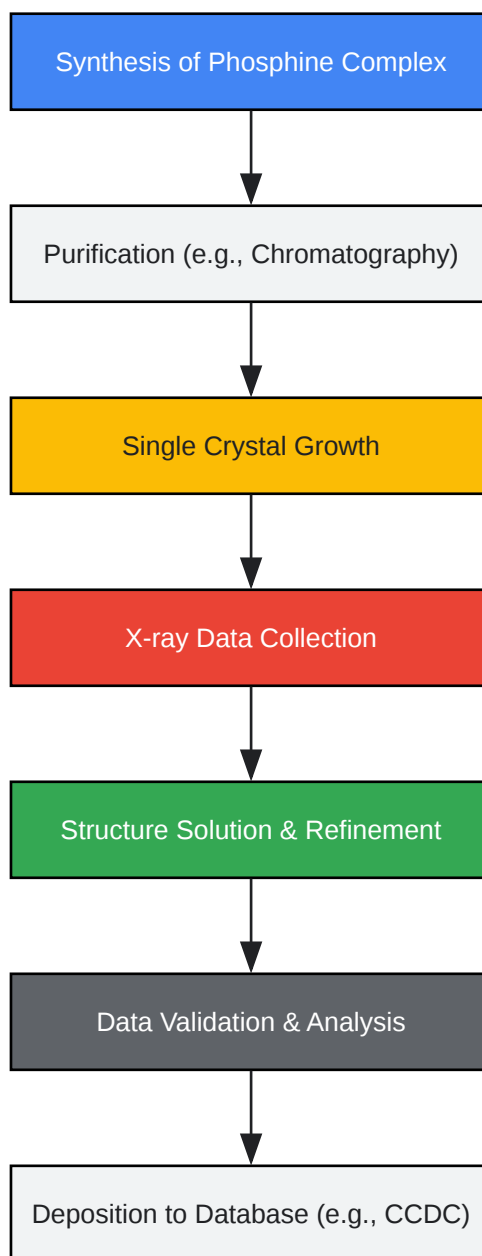 Synthesis of Phosphine Complex
Purification (e.g., Chromatography)
Single Crystal Growth
X-ray Data Collection
Structure Solution & Refinement
Data Validation & Analysis
Deposition to Database (e.g., CCDC)